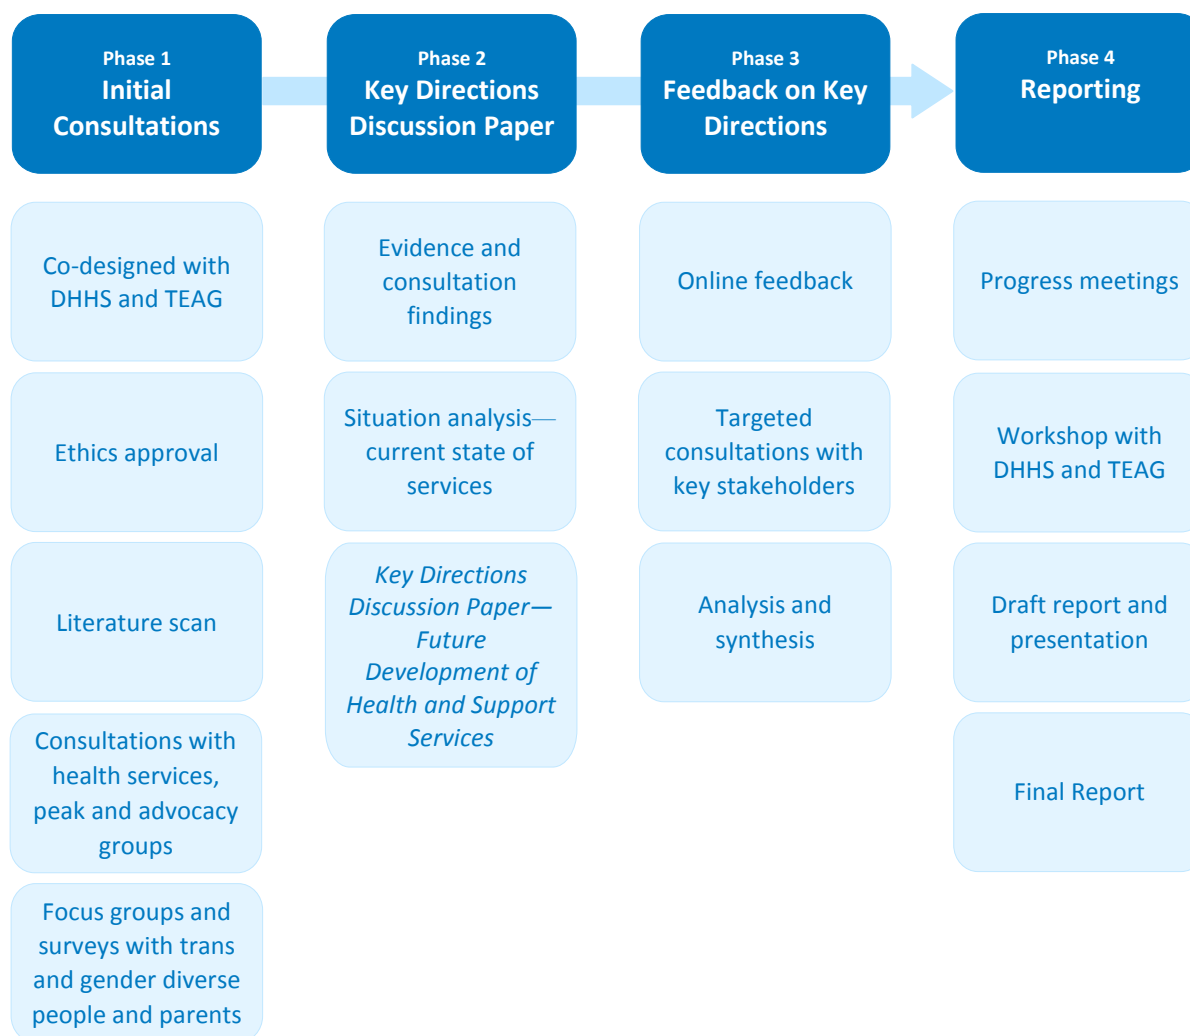 Phase 1
Initial
Consultations
Co-designed with
DHHS and TEAG
Ethics approval
Literature scan
Consultations with
health services,
peak and advocacy
groups
Focus groups and
surveys with trans
and gender diverse
people and parents
Phase 2
Key Directions
Discussion Paper
Evidence and
consultation
findings
Situation analysis—
current state of
services
Key Directions
Discussion Paper—
Future
Development of
Health and Support
Services
Phase 3
Feedback on Key
Directions
Online feedback
Targeted
consultations with
key stakeholders
Analysis and
synthesis
Phase 4
Reporting
Progress meetings
Workshop with
DHHS and TEAG
Draft report and
presentation
Final Report